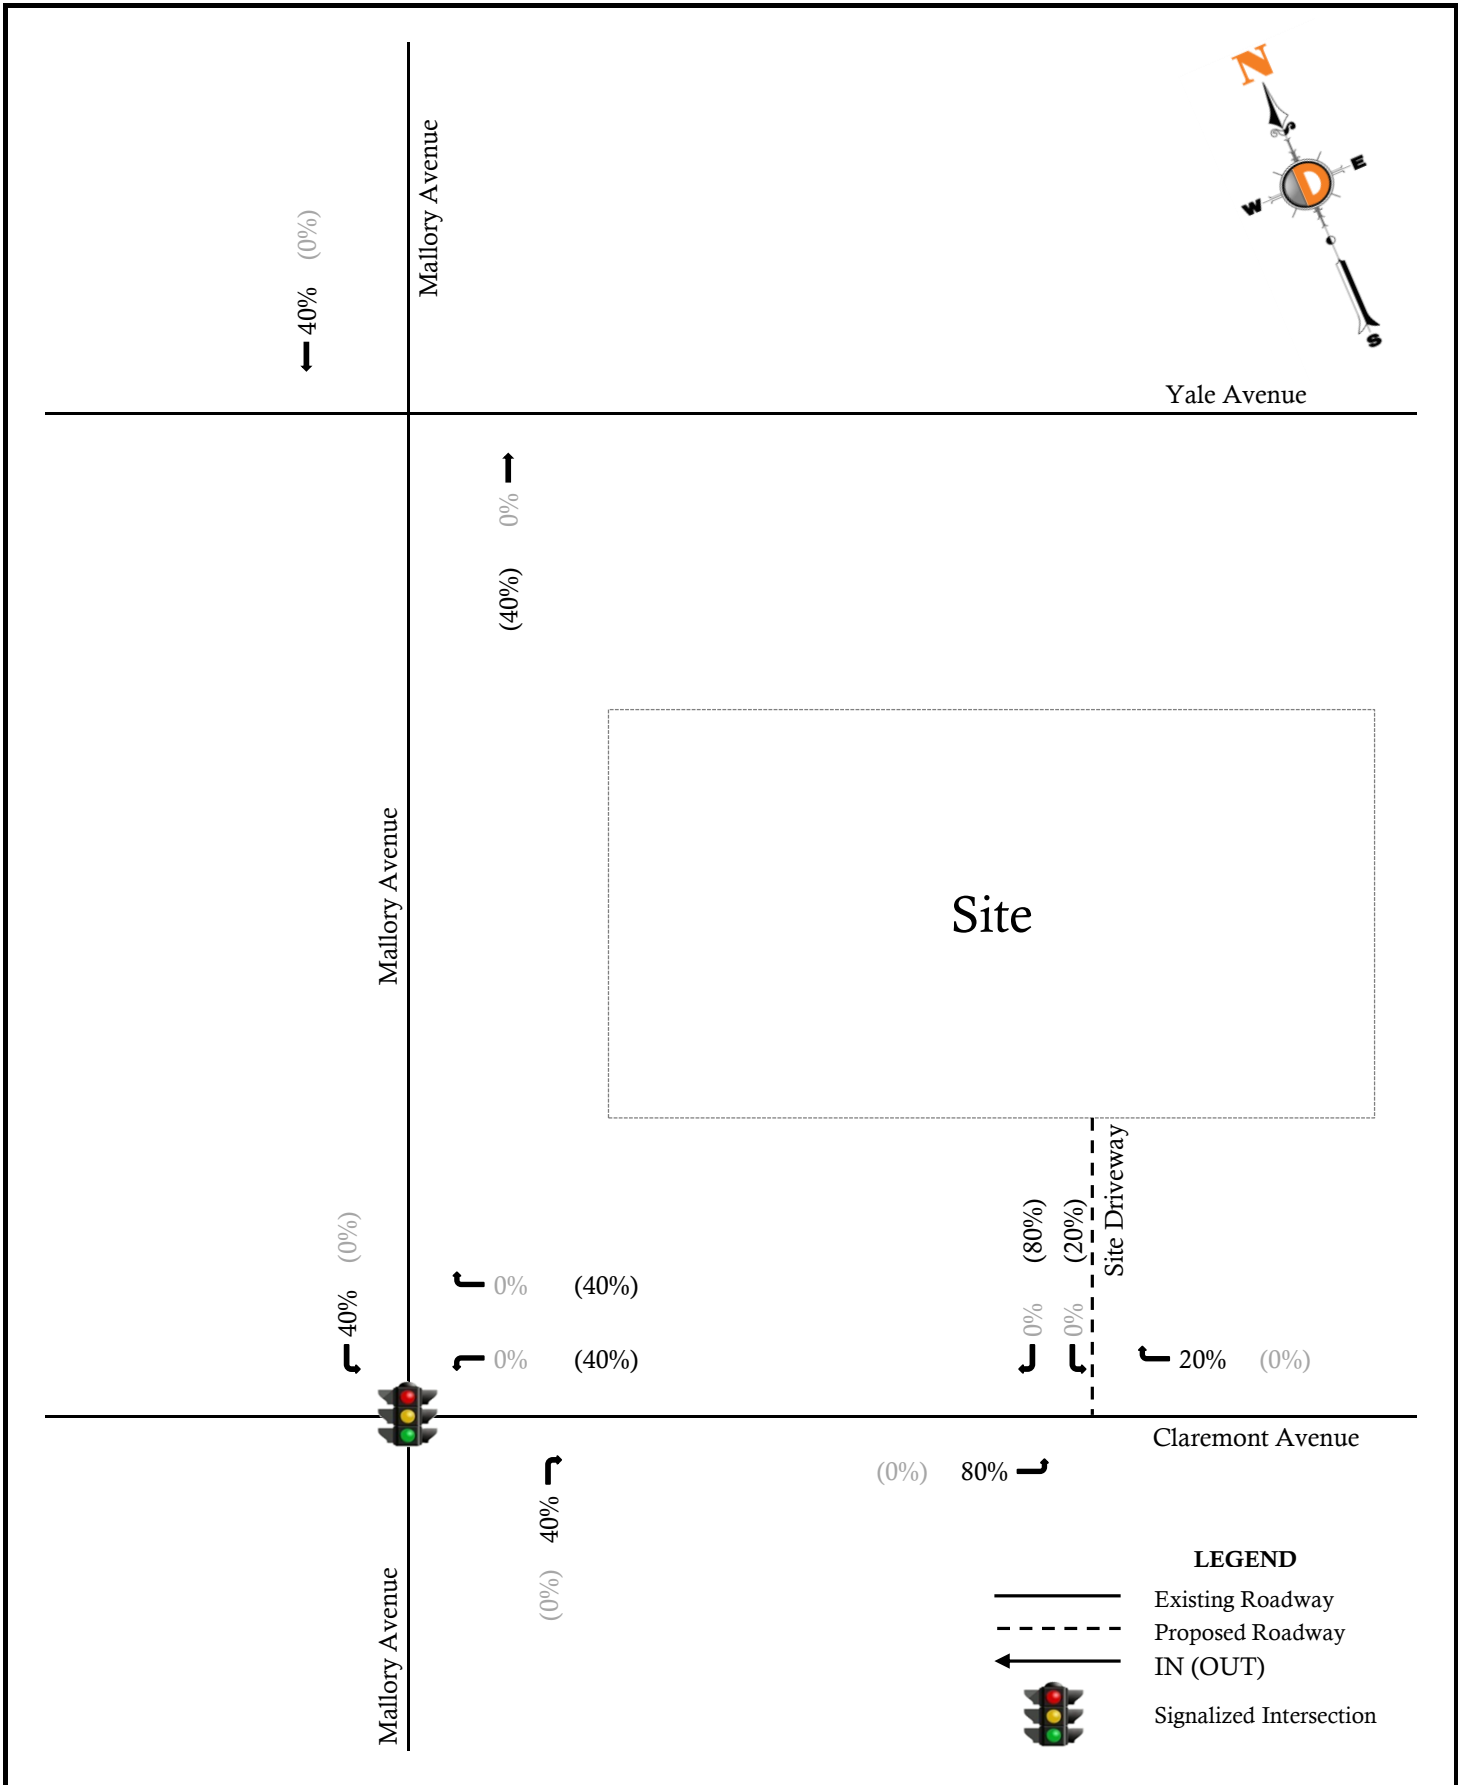 N
E
W
S
D
Mallory Avenue
40% (0%)
Yale Avenue
(40%) 0%
Mallory Avenue
Site
Site Driveway
40% (0%)
0% (40%)
0% (40%)
0% (80%)
0% (20%)
20% (0%)
Claremont Avenue
(0%) 80%
(0%) 40%
Mallory Avenue
LEGEND
Existing Roadway
Proposed Roadway
IN (OUT)
Signalized Intersection